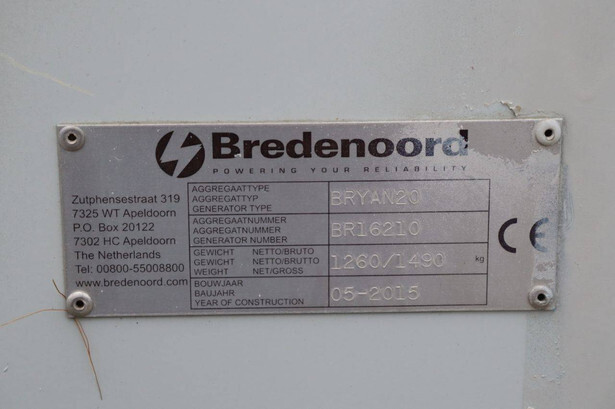 Bredenoord
POWERING YOUR RELIABILITY
Zutphensestraat 319
7325 WT Apeldoorn
P.O. Box 20122
7302 HC Apeldoorn
The Netherlands
Tel: 00800-55008800
www.bredenoord.com
AGGREGAATTYPE
AGGREGATTYP
GENERATOR TYPE
BRYAN20
AGGREGAATNUMMER
AGGREGATNUMMER
GENERATOR NUMBER
BR16210
GEWICHT NETTO/BRUTO
GEWICHT NETTO/BRUTTO
WEIGHT NET/GROSS
1260/1490 kg
BOUWJAAR
BAUJAHR
YEAR OF CONSTRUCTION
05-2015
CE